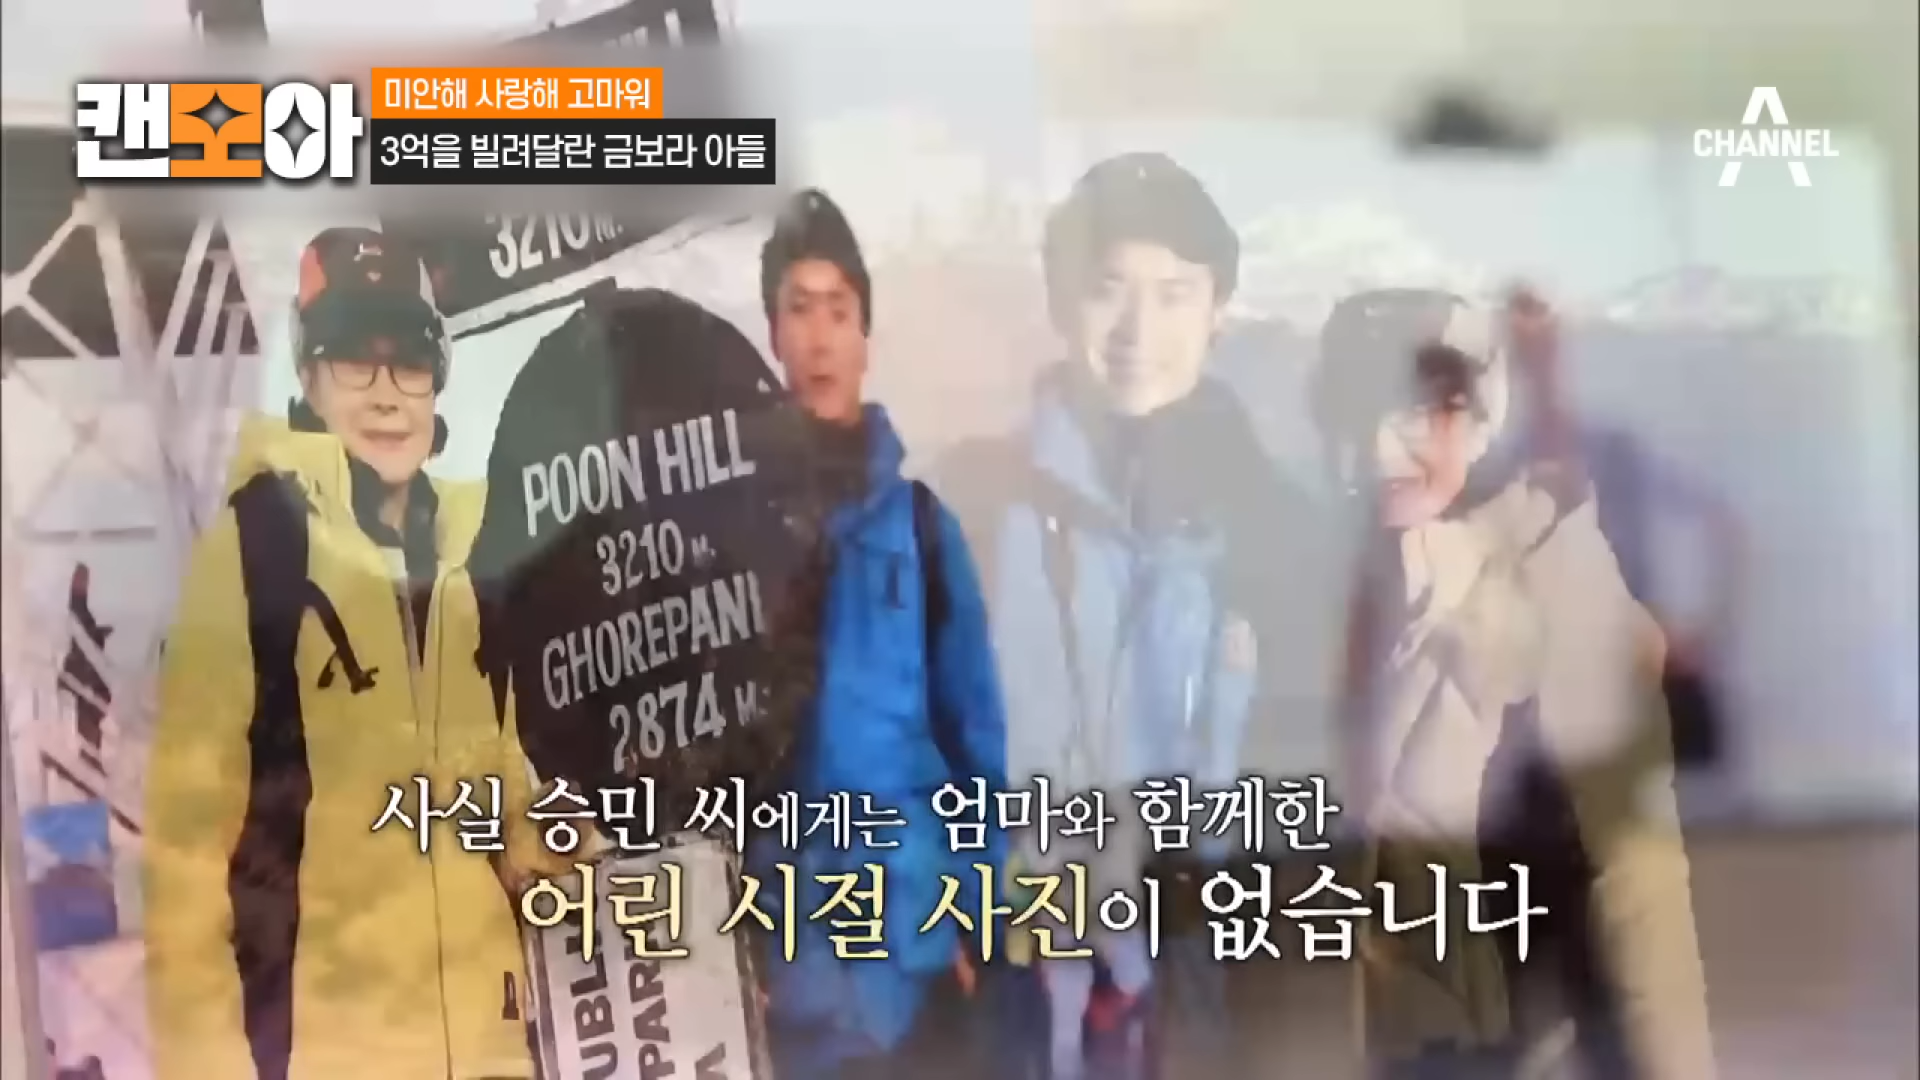 캔모아
미안해 사랑해 고마워
3억을 빌려달란 금보라 아들
CHANNEL A
3210 M.
POON HILL
3210 M.
GHOREPANI
2874 M.
사실 승민 씨에게는 엄마와 함께한
어린 시절 사진이 없습니다